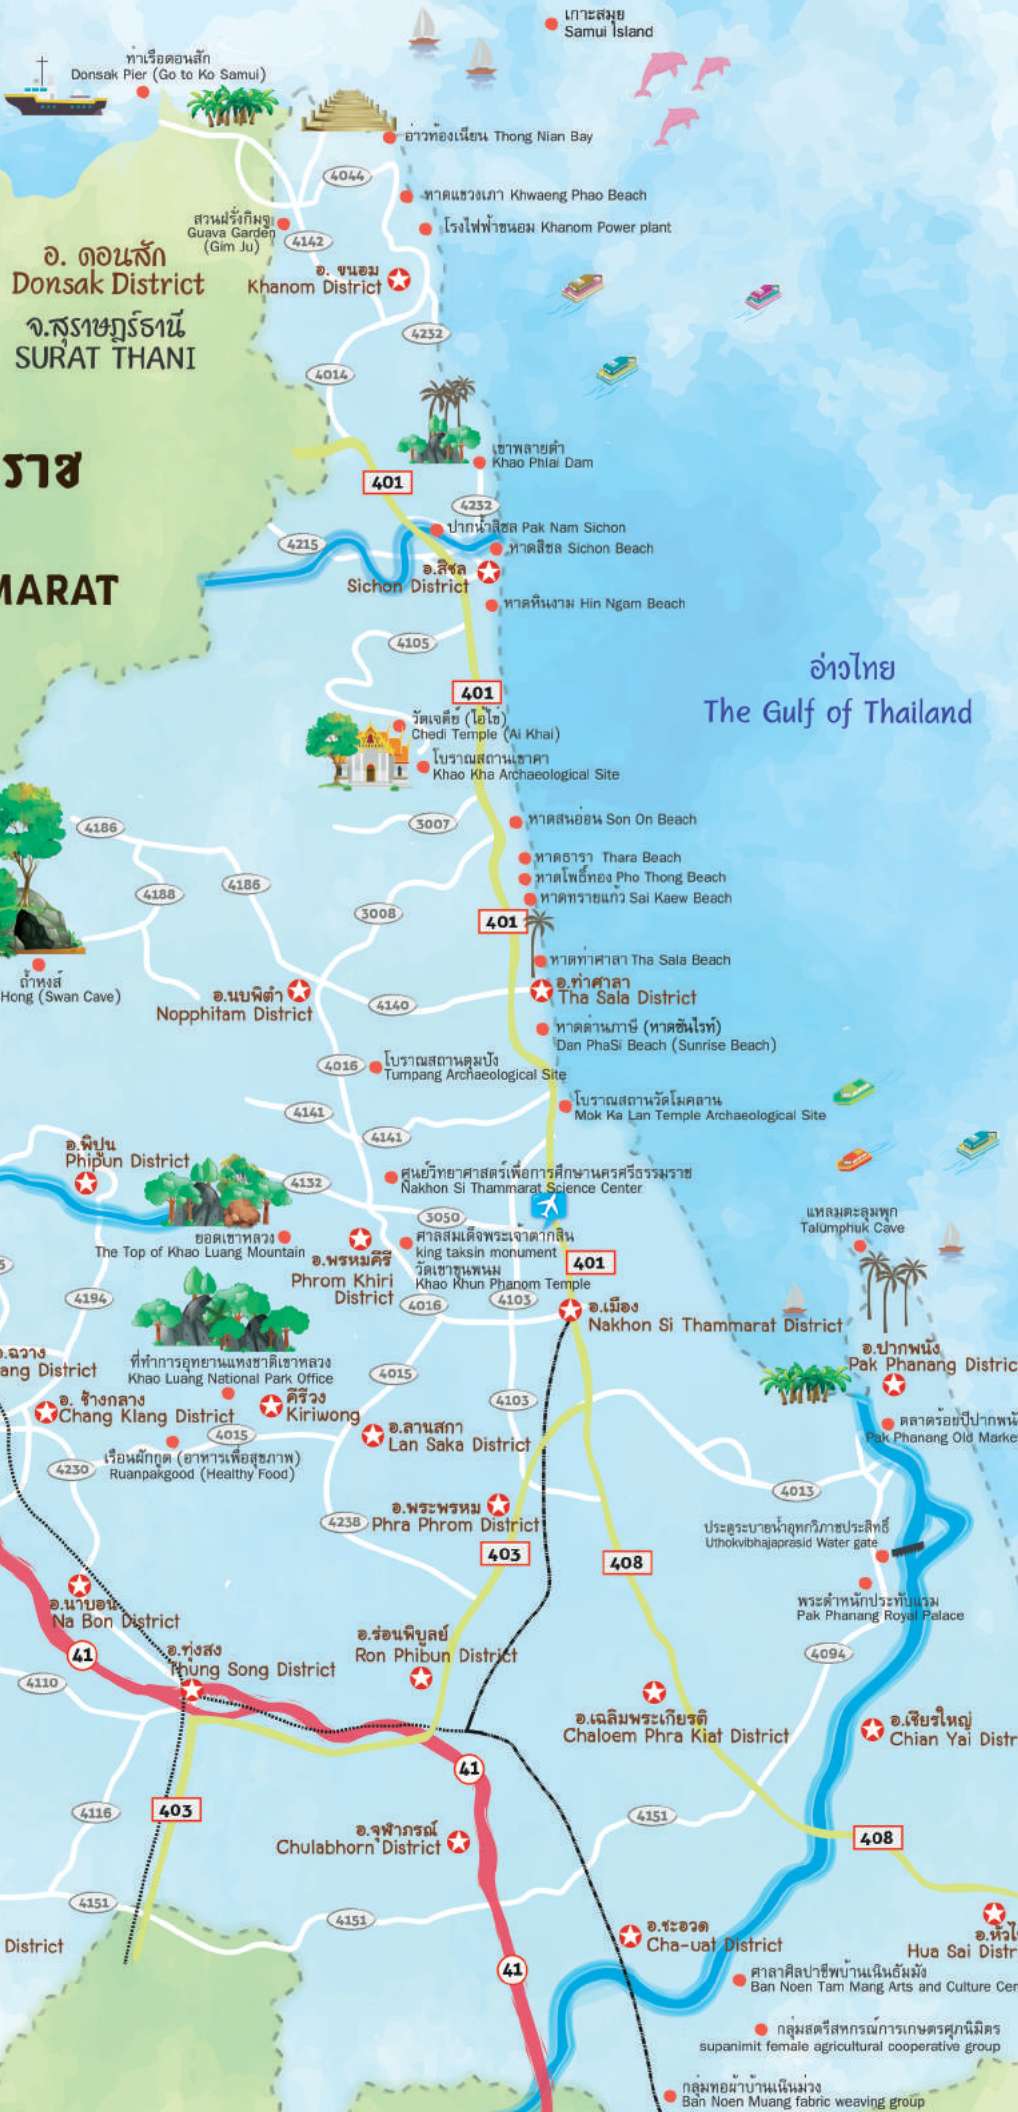 เกาะสมุย
Samui Island
ท่าเรือดอนสัก
Donsak Pier (Go to Ko Samui)
อ่าวท้องเนียน Thong Nian Bay
4044
หาดแขวงเภา Khwaeng Phao Beach
สวนฝรั่งกิมจู
Guava Garden
(Gim Ju)
4142
โรงไฟฟ้าขนอม Khanom Power plant
อ. ดอนสัก
Donsak District
จ.สุราษฎร์ธานี
SURAT THANI
อ. ขนอม
Khanom District
4232
4014
เขาพลายดำ
Khao Phlai Dam
ราช
401
4232
ปากน้ำสิชล Pak Nam Sichon
4215
หาดสิชล Sichon Beach
อ.สิชล
Sichon District
MARAT
หาดหินงาม Hin Ngam Beach
4105
อ่าวไทย
The Gulf of Thailand
401
วัดเจดีย์ (ไอ้ไข่)
Chedi Temple (Ai Khai)
โบราณสถานเขาคา
Khao Kha Archaeological Site
4186
3007
หาดสนอ่อน Son On Beach
หาดธารา Thara Beach
หาดโพธิ์ทอง Pho Thong Beach
4188
4186
หาดทรายแก้ว Sai Kaew Beach
3008
401
หาดท่าศาลา Tha Sala Beach
ถ้ำหงส์
Hong (Swan Cave)
อ.นบพิตำ
Nopphitam District
4140
อ.ท่าศาลา
Tha Sala District
หาดด่านภาษี (หาดซันไรท์)
Dan PhaSi Beach (Sunrise Beach)
4016
โบราณสถานตุมปัง
Tumpang Archaeological Site
4141
โบราณสถานวัดโมคลาน
Mok Ka Lan Temple Archaeological Site
4141
อ.พิปูน
Phipun District
4132
ศูนย์วิทยาศาสตร์เพื่อการศึกษานครศรีธรรมราช
Nakhon Si Thammarat Science Center
3050
แหลมตะลุมพุก
Talumphuk Cave
ยอดเขาหลวง
The Top of Khao Luang Mountain
ศาลสมเด็จพระเจ้าตากสิน
king taksin monument
วัดเขาขุนพนม
Khao Khun Phanom Temple
อ.พรหมคีรี
Phrom Khiri
District
401
4194
4016
4103
อ.เมือง
Nakhon Si Thammarat District
อ.ฉวาง
ang District
ที่ทำการอุทยานแห่งชาติเขาหลวง
Khao Luang National Park Office
4015
อ.ปากพนัง
Pak Phanang Distric
อ. ช้างกลาง
Chang Klang District
คีรีวง
Kiriwong
4103
ตลาดร้อยปีปากพนั
Pak Phanang Old Marke
4015
อ.ลานสกา
Lan Saka District
4230
เรือนผักกูด (อาหารเพื่อสุขภาพ)
Ruanpakgood (Healthy Food)
4013
4238
อ.พระพรหม
Phra Phrom District
ประตูระบายน้ำอุทกวิภาชประสิทธิ์
Uthokvibhajaprasid Water gate
403
408
อ.นาบอน
Na Bon District
พระตำหนักประทับแรม
Pak Phanang Royal Palace
41
อ.ทุ่งสง
Thung Song District
อ.ร่อนพิบูลย์
Ron Phibun District
4094
4110
อ.เฉลิมพระเกียรติ
Chaloem Phra Kiat District
อ.เชียรใหญ่
Chian Yai Distr
41
4116
403
4151
อ.จุฬาภรณ์
Chulabhorn District
408
4151
4151
District
อ.ชะอวด
Cha-uat District
อ.หัวไ
Hua Sai Distr
41
ศาลาศิลปาชีพบ้านเนินธัมมัง
Ban Noen Tam Mang Arts and Culture Cen
กลุ่มสตรีสหกรณ์การเกษตรศุภนิมิตร
supanimit female agricultural cooperative group
กลุ่มทอผ้าบ้านเนินม่วง
Ban Noen Muang fabric weaving group